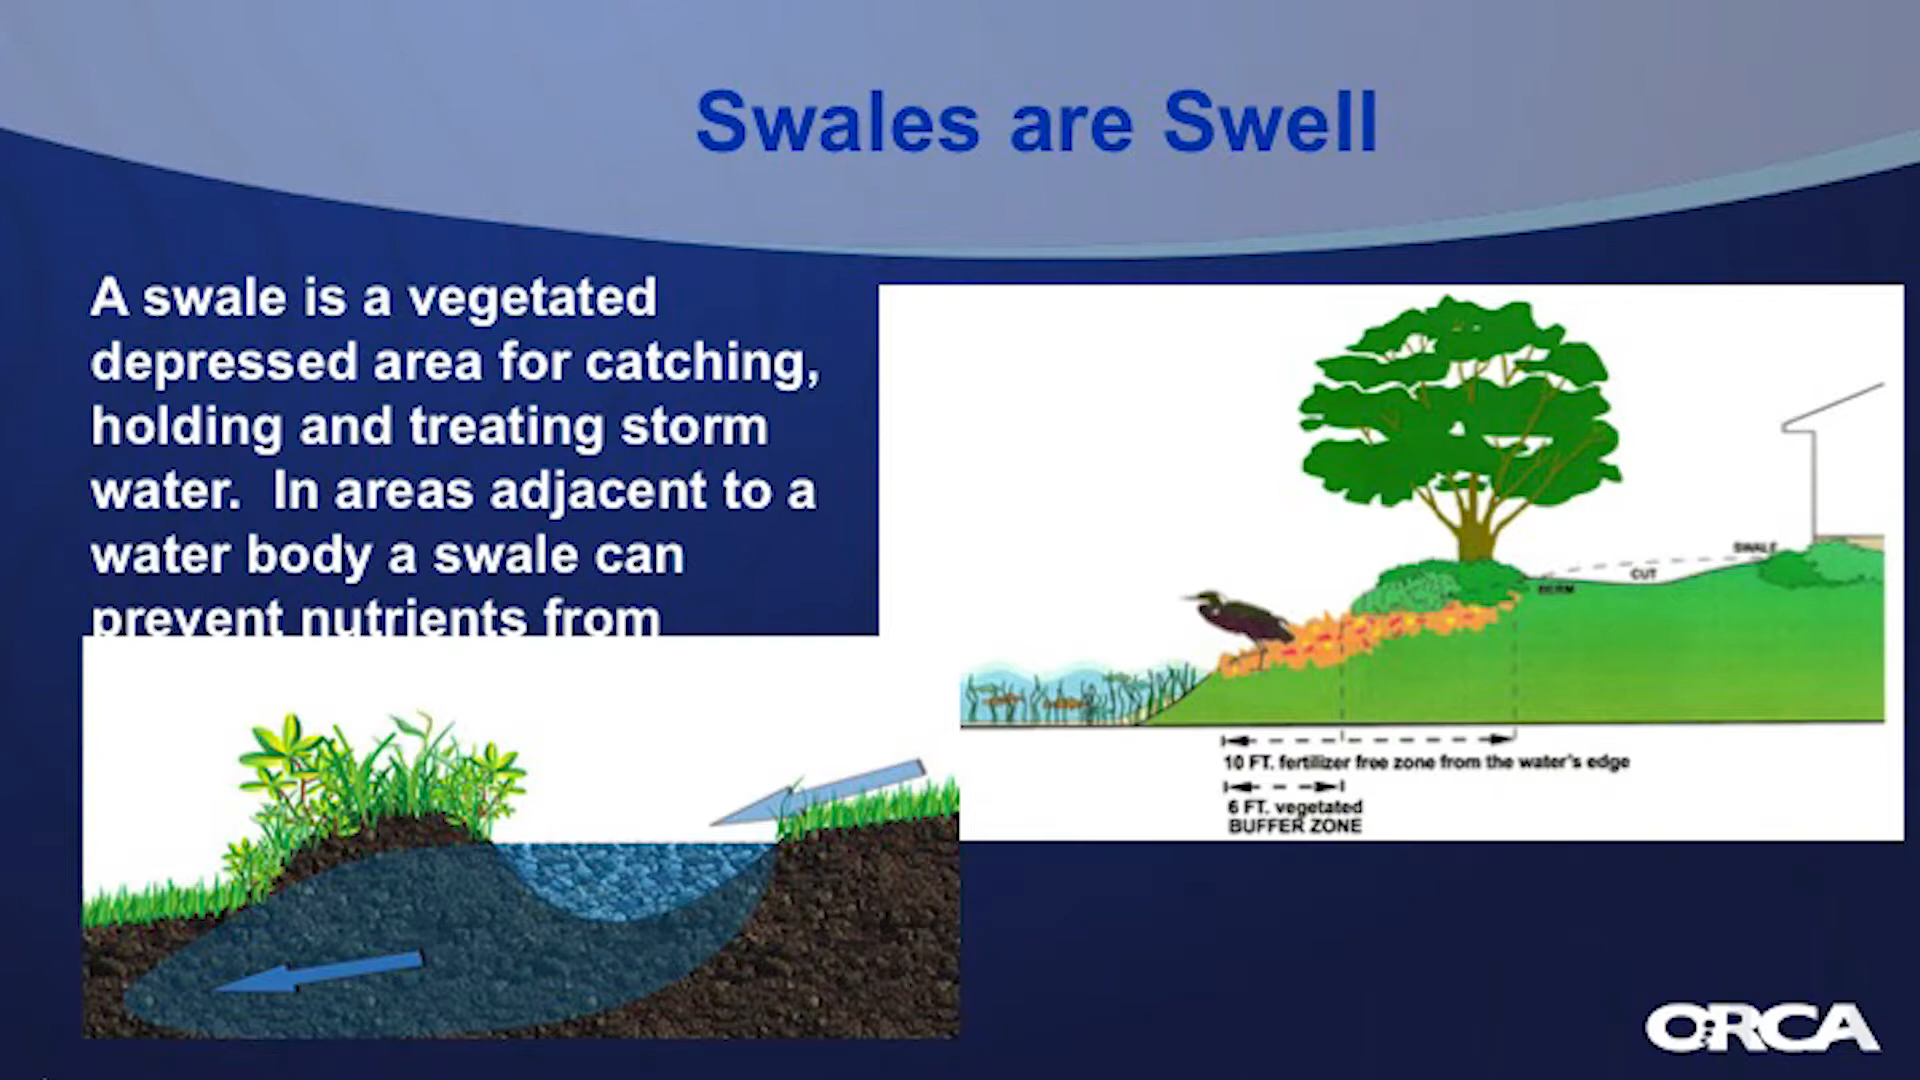 Swales are Swell
A swale is a vegetated
depressed area for catching,
holding and treating storm
water. In areas adjacent to a
water body a swale can
prevent nutrients from
SWALE
CUT
BERM
10 FT. fertilizer free zone from the water's edge
6 FT. vegetated
BUFFER ZONE
ORCA